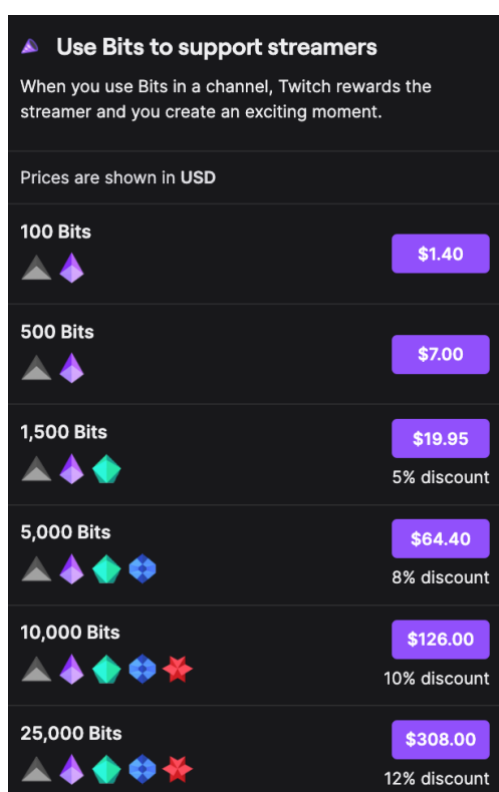 Use Bits to support streamers
When you use Bits in a channel, Twitch rewards the
streamer and you create an exciting moment.
Prices are shown in USD
100 Bits
$1.40
500 Bits
$7.00
1,500 Bits
$19.95
5% discount
5,000 Bits
$64.40
8% discount
10,000 Bits
$126.00
10% discount
25,000 Bits
$308.00
12% discount